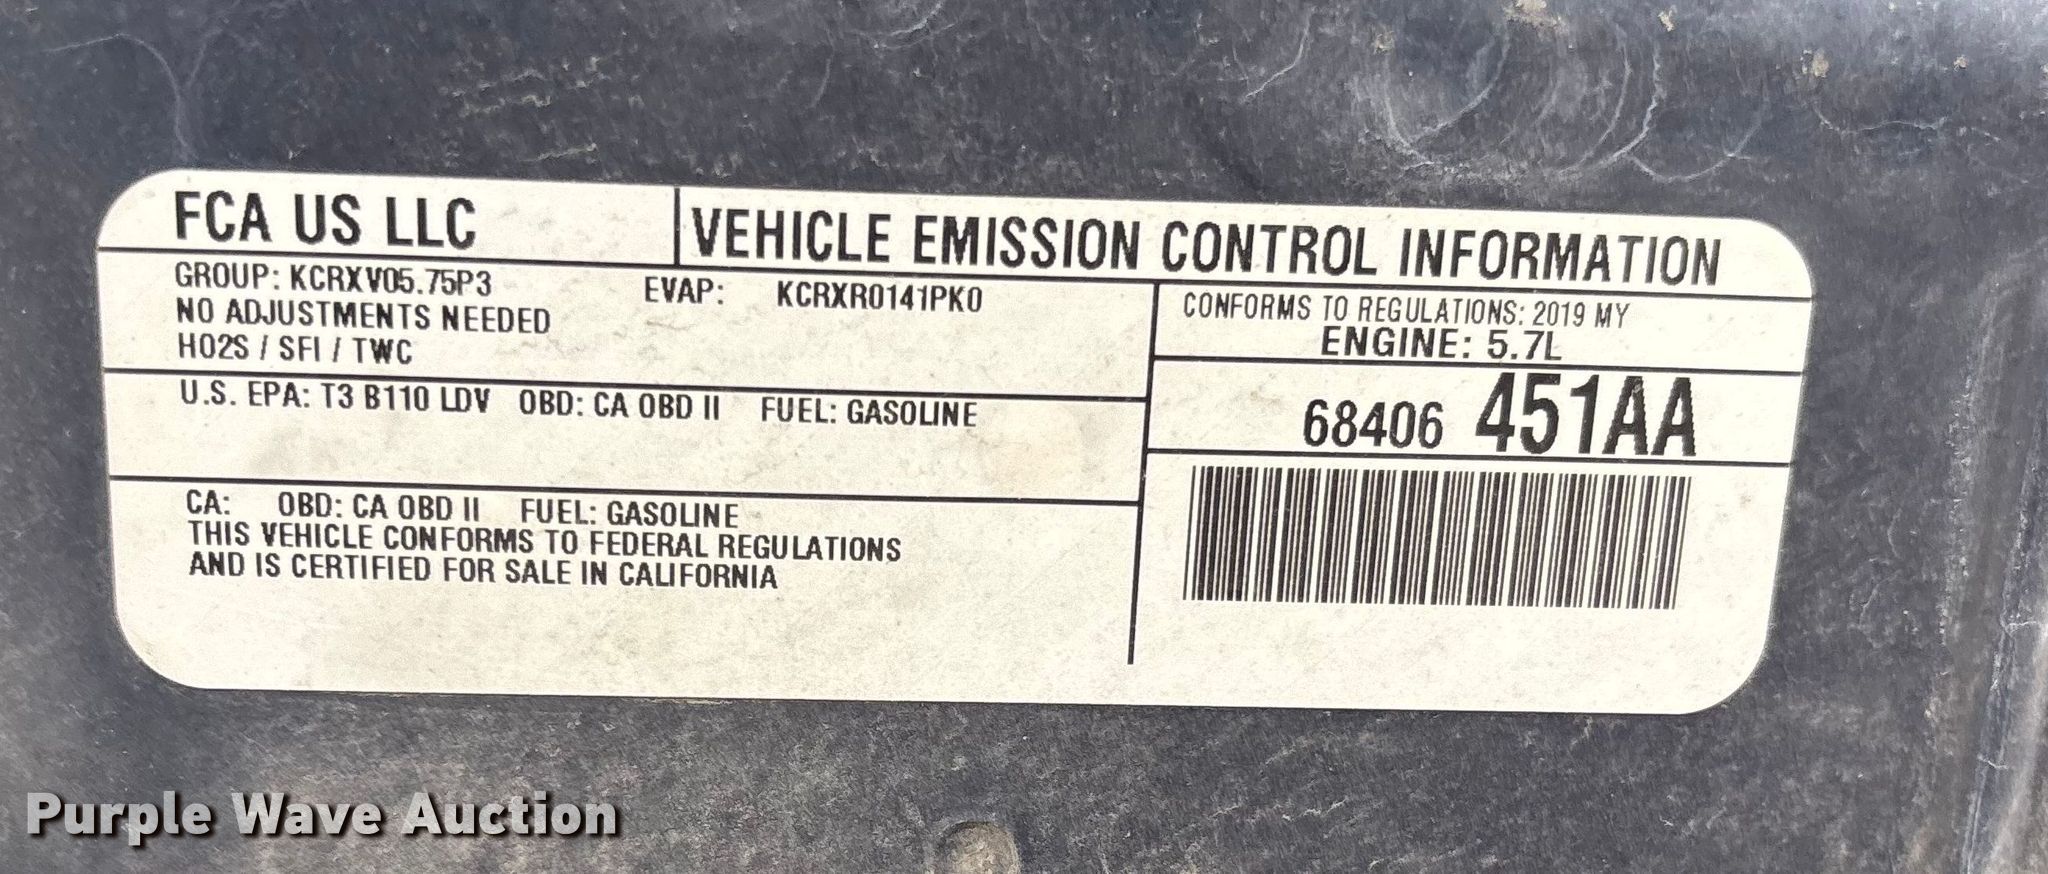 FCA US LLC
VEHICLE EMISSION CONTROL INFORMATION
GROUP: KCRXV05.75P3
EVAP: KCRXR0141PK0
NO ADJUSTMENTS NEEDED
HO2S / SFI / TWC
CONFORMS TO REGULATIONS: 2019 MY
ENGINE: 5.7L
U.S. EPA: T3 B110 LDV OBD: CA OBD II FUEL: GASOLINE
68406 451AA
CA: OBD: CA OBD II FUEL: GASOLINE
THIS VEHICLE CONFORMS TO FEDERAL REGULATIONS
AND IS CERTIFIED FOR SALE IN CALIFORNIA
Purple Wave Auction